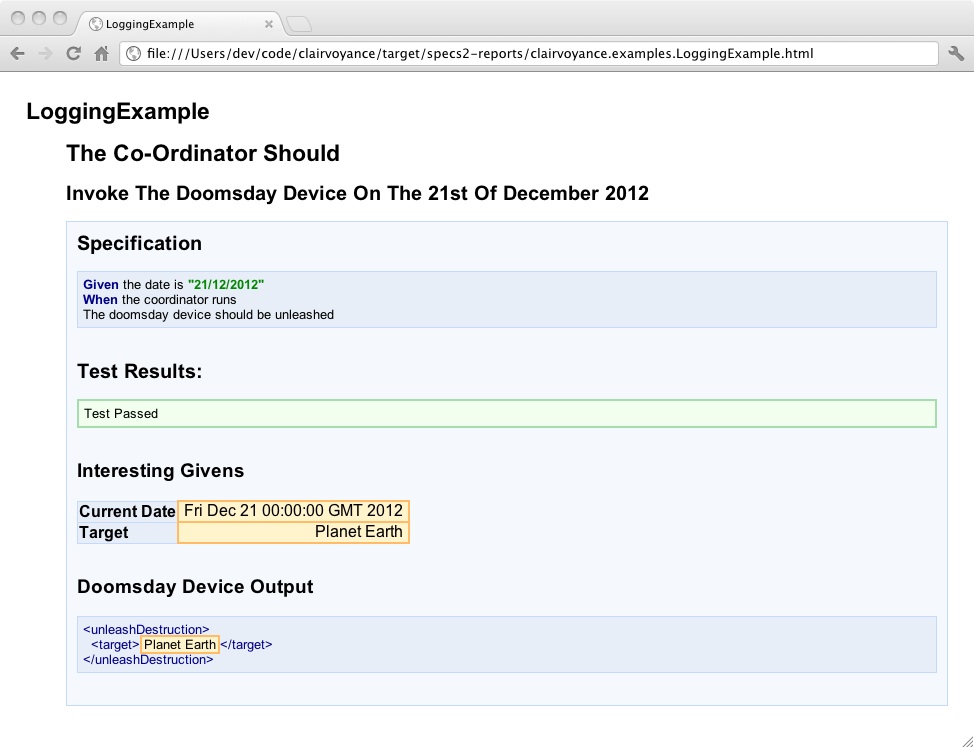 LoggingExample
file:///Users/dev/code/clairvoyance/target/specs2-reports/clairvoyance.examples.LoggingExample.html
LoggingExample
The Co-Ordinator Should
Invoke The Doomsday Device On The 21st Of December 2012
Specification
Given the date is "21/12/2012"
When the coordinator runs
The doomsday device should be unleashed
Test Results:
Test Passed
Interesting Givens
Current Date Fri Dec 21 00:00:00 GMT 2012
Target Planet Earth
Doomsday Device Output
<unleashDestruction>
<target>Planet Earth</target>
</unleashDestruction>